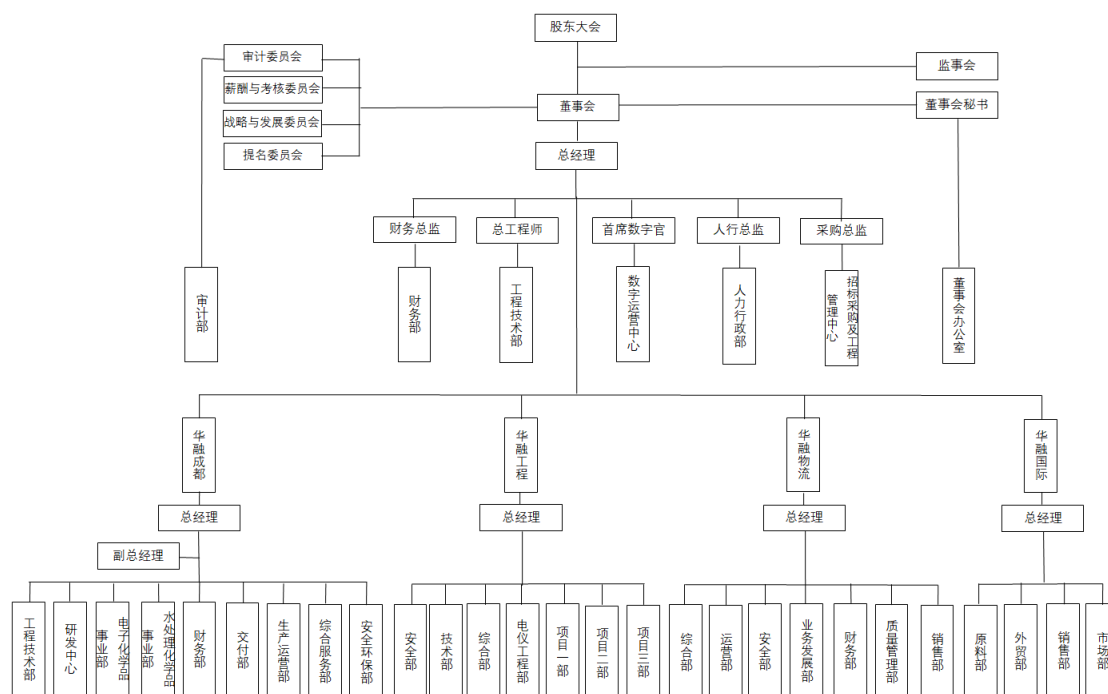 股东大会
审计委员会
监事会
薪酬与考核委员会
董事会
董事会秘书
战略与发展委员会
提名委员会
总经理
财务总监
总工程师
首席数字官
人行总监
采购总监
审计部
财务部
工程技术部
数字运营中心
人力行政部
招标采购及工程
管理中心
董事会办公室
华融成都
华融工程
华融物流
华融国际
总经理
总经理
总经理
总经理
副总经理
工程技术部
研发中心
电子化学品
事业部
水处理化学品
事业部
财务部
交付部
生产运营部
综合服务部
安全环保部
安全部
技术部
综合部
电仪工程部
项目一部
项目二部
项目三部
综合部
运营部
安全部
业务发展部
财务部
质量管理部
销售部
原料部
外贸部
销售部
市场部